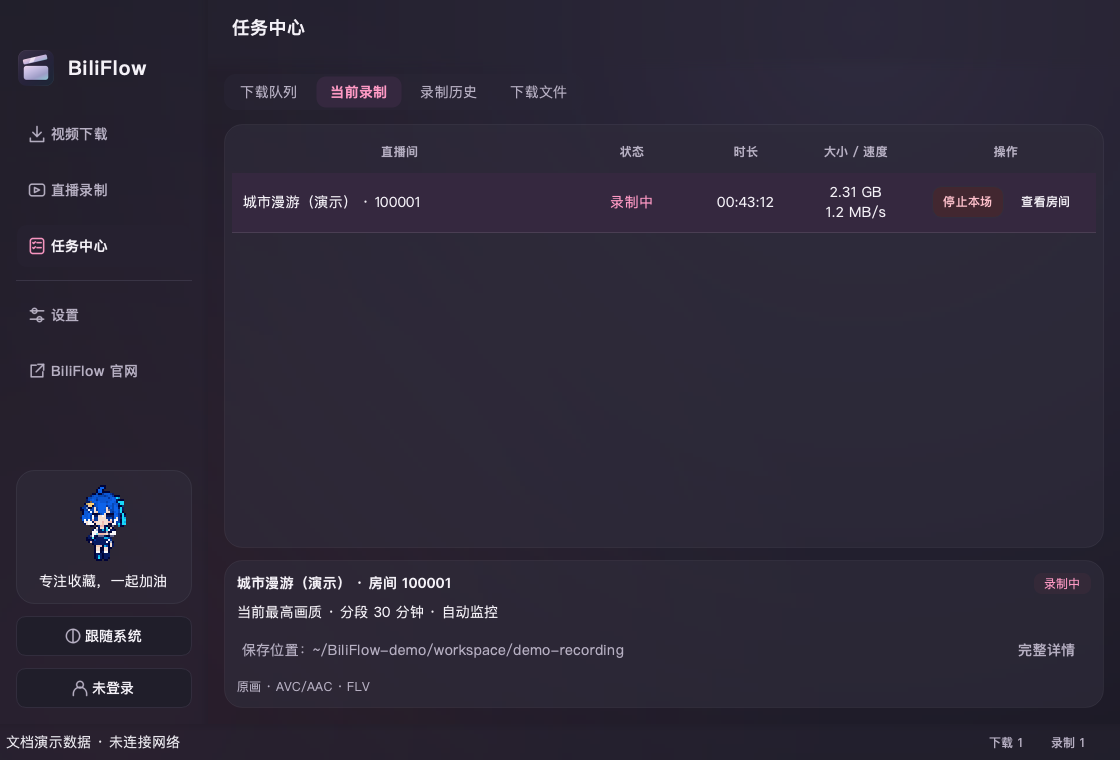 任务中心
BiliFlow
下载队列 当前录制 录制历史 下载文件
视频下载
直播录制
任务中心
设置
BiliFlow 官网
专注收藏，一起加油
跟随系统
未登录
直播间 状态 时长 大小 / 速度 操作
城市漫游（演示） · 100001 录制中 00:43:12 2.31 GB 停止本场 查看房间
1.2 MB/s
城市漫游（演示） · 房间 100001 录制中
当前最高画质 · 分段 30 分钟 · 自动监控
保存位置：~/BiliFlow-demo/workspace/demo-recording 完整详情
原画 · AVC/AAC · FLV
文档演示数据 · 未连接网络 下载 1 录制 1